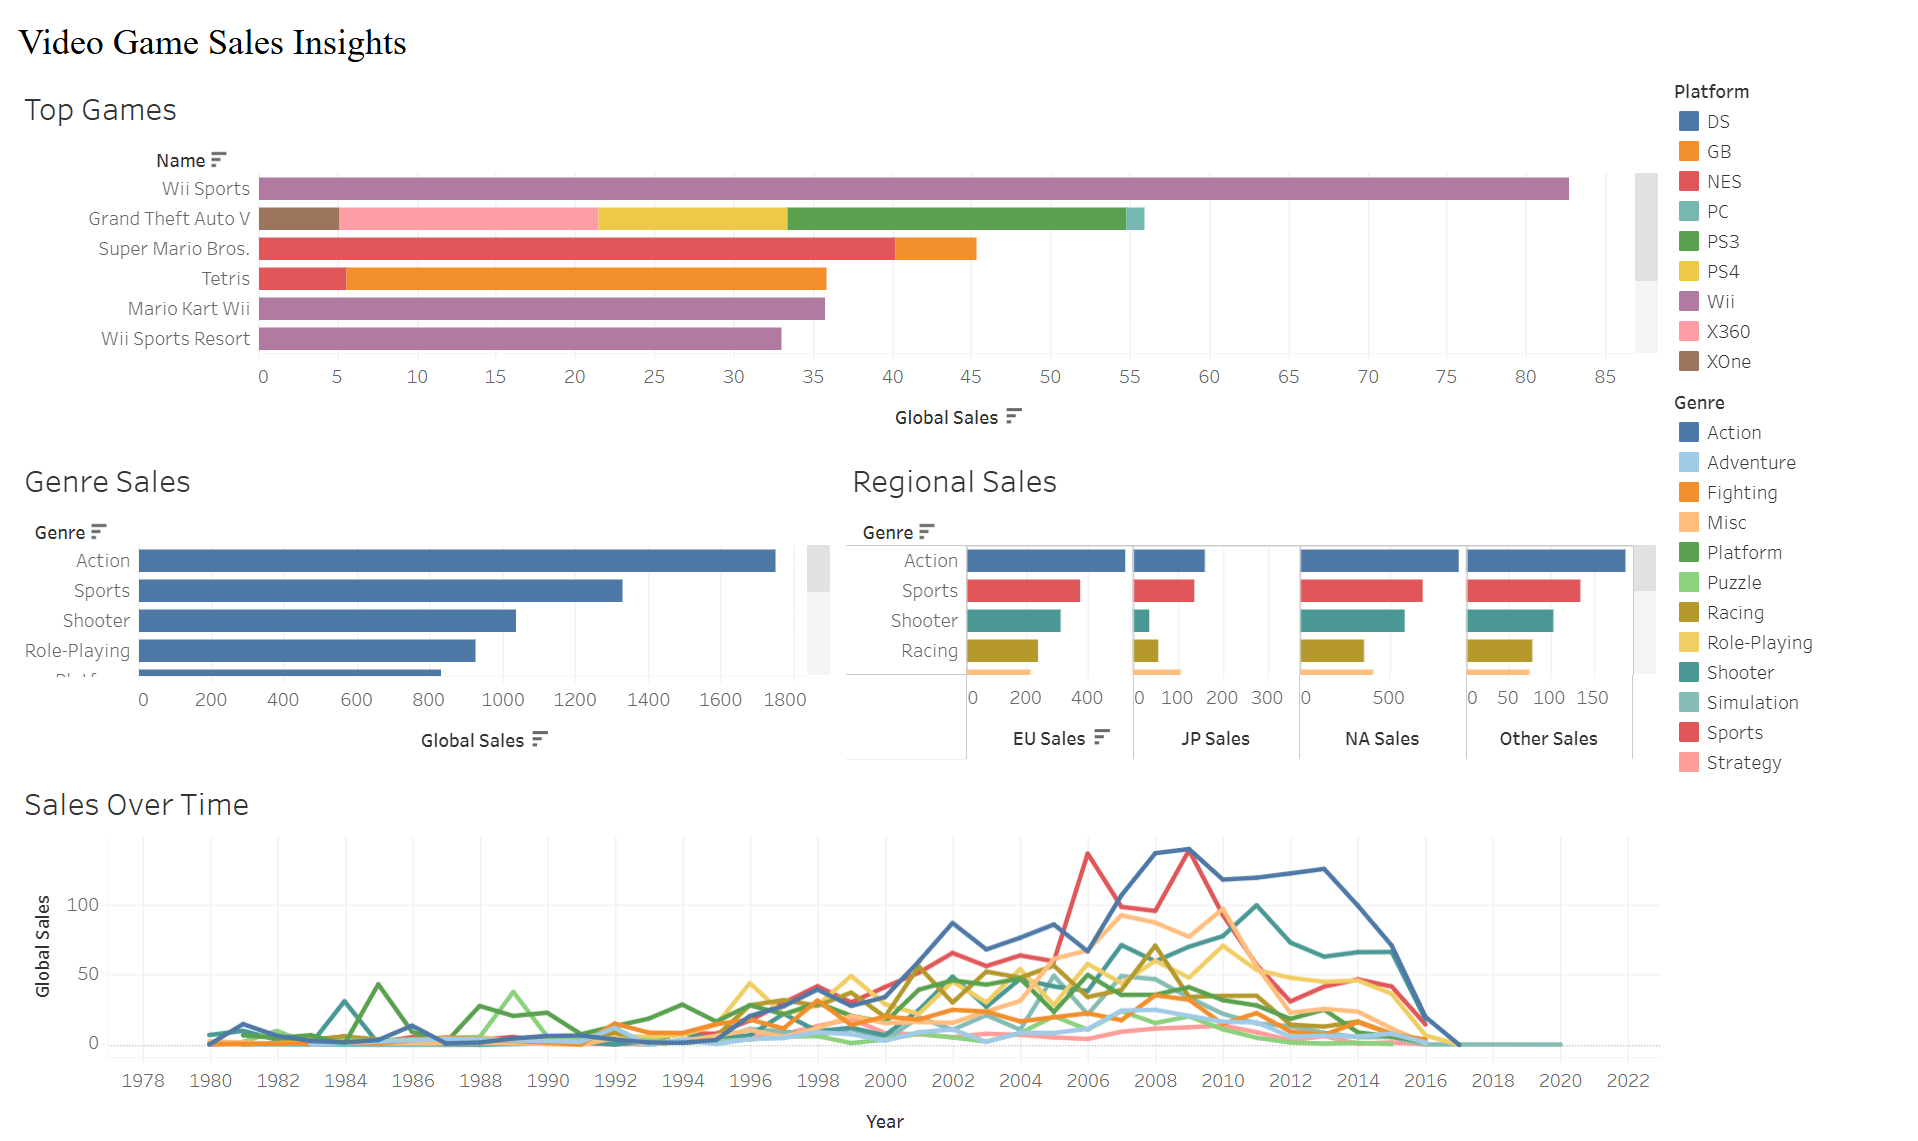 Video Game Sales Insights
Top Games
Name
Wii Sports
Grand Theft Auto V
Super Mario Bros.
Tetris
Mario Kart Wii
Wii Sports Resort
0 5 10 15 20 25 30 35 40 45 50 55 60 65 70 75 80 85
Global Sales
Platform
DS
GB
NES
PC
PS3
PS4
Wii
X360
XOne
Genre
Action
Adventure
Fighting
Misc
Platform
Puzzle
Racing
Role-Playing
Shooter
Simulation
Sports
Strategy
Genre Sales
Genre
Action
Sports
Shooter
Role-Playing
0 200 400 600 800 1000 1200 1400 1600 1800
Global Sales
Regional Sales
Genre
Action
Sports
Shooter
Racing
0 200 400 0 100 200 300 0 500 0 50 100 150
EU Sales JP Sales NA Sales Other Sales
Sales Over Time
Global Sales
100
50
0
1978 1980 1982 1984 1986 1988 1990 1992 1994 1996 1998 2000 2002 2004 2006 2008 2010 2012 2014 2016 2018 2020 2022
Year